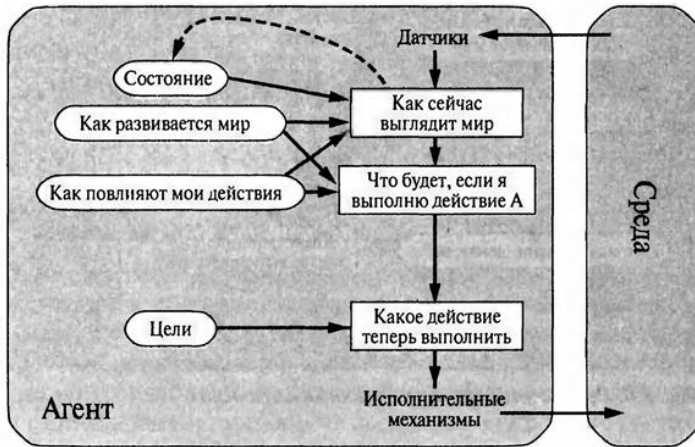 Датчики
Состояние
Как сейчас
выглядит мир
Как развивается мир
Что будет, если я
выполню действие А
Как повлияют мои действия
Среда
Цели
Какое действие
теперь выполнить
Исполнительные
механизмы
Агент